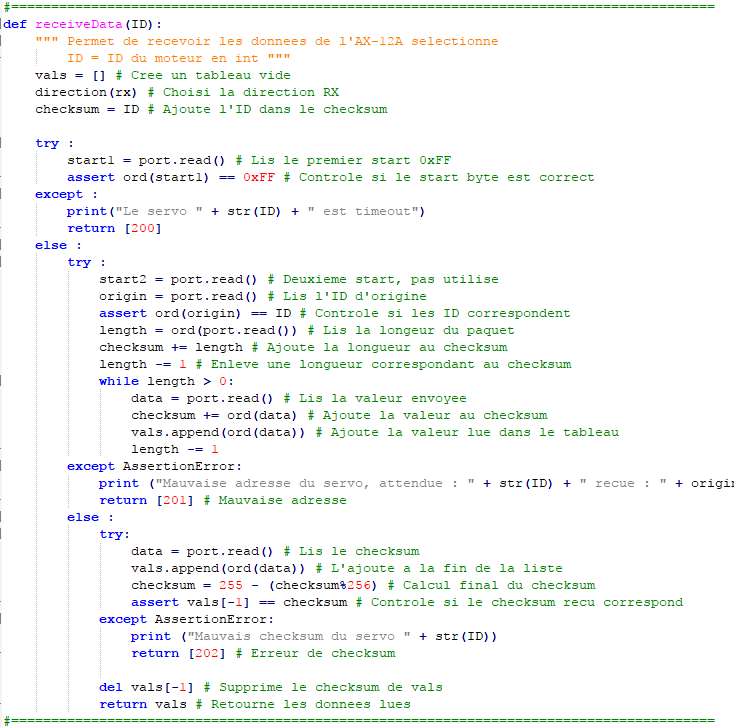 #========================================================================================
def receiveData(ID):
    """ Permet de recevoir les donnees de l'AX-12A selectionne
        ID = ID du moteur en int """
    vals = [] # Cree un tableau vide
    direction(rx) # Choisi la direction RX
    checksum = ID # Ajoute l'ID dans le checksum

    try :
        start1 = port.read() # Lis le premier start 0xFF
        assert ord(start1) == 0xFF # Controle si le start byte est correct
    except :
        print("Le servo " + str(ID) + " est timeout")
        return [200]
    else :
        try :
            start2 = port.read() # Deuxieme start, pas utilise
            origin = port.read() # Lis l'ID d'origine
            assert ord(origin) == ID # Controle si les ID correspondent
            length = ord(port.read()) # Lis la longeur du paquet
            checksum += length # Ajoute la longueur au checksum
            length -= 1 # Enleve une longueur correspondant au checksum
            while length > 0:
                data = port.read() # Lis la valeur envoyee
                checksum += ord(data) # Ajoute la valeur au checksum
                vals.append(ord(data)) # Ajoute la valeur lue dans le tableau
                length -= 1
        except AssertionError:
            print ("Mauvaise adresse du servo, attendue : " + str(ID) + " recue : " + origi
            return [201] # Mauvaise adresse
        else :
            try:
                data = port.read() # Lis le checksum
                vals.append(ord(data)) # L'ajoute a la fin de la liste
                checksum = 255 - (checksum%256) # Calcul final du checksum
                assert vals[-1] == checksum # Controle si le checksum recu correspond
            except AssertionError:
                print ("Mauvais checksum du servo " + str(ID))
                return [202] # Erreur de checksum

            del vals[-1] # Supprime le checksum de vals
            return vals # Retourne les donnees lues
#========================================================================================